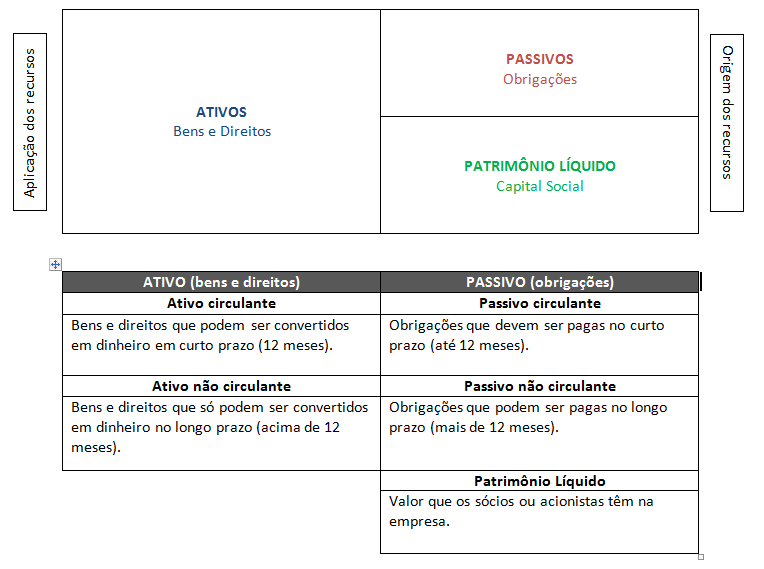 Aplicação dos recursos
ATIVOS
Bens e Direitos
PASSIVOS
Obrigações
PATRIMÔNIO LÍQUIDO
Capital Social
Origem dos recursos
ATIVO (bens e direitos)
PASSIVO (obrigações)
Ativo circulante
Passivo circulante
Bens e direitos que podem ser convertidos
em dinheiro em curto prazo (12 meses).
Obrigações que devem ser pagas no curto
prazo (até 12 meses).
Ativo não circulante
Passivo não circulante
Bens e direitos que só podem ser convertidos
em dinheiro no longo prazo (acima de 12
meses).
Obrigações que podem ser pagas no longo
prazo (mais de 12 meses).
Patrimônio Líquido
Valor que os sócios ou acionistas têm na
empresa.